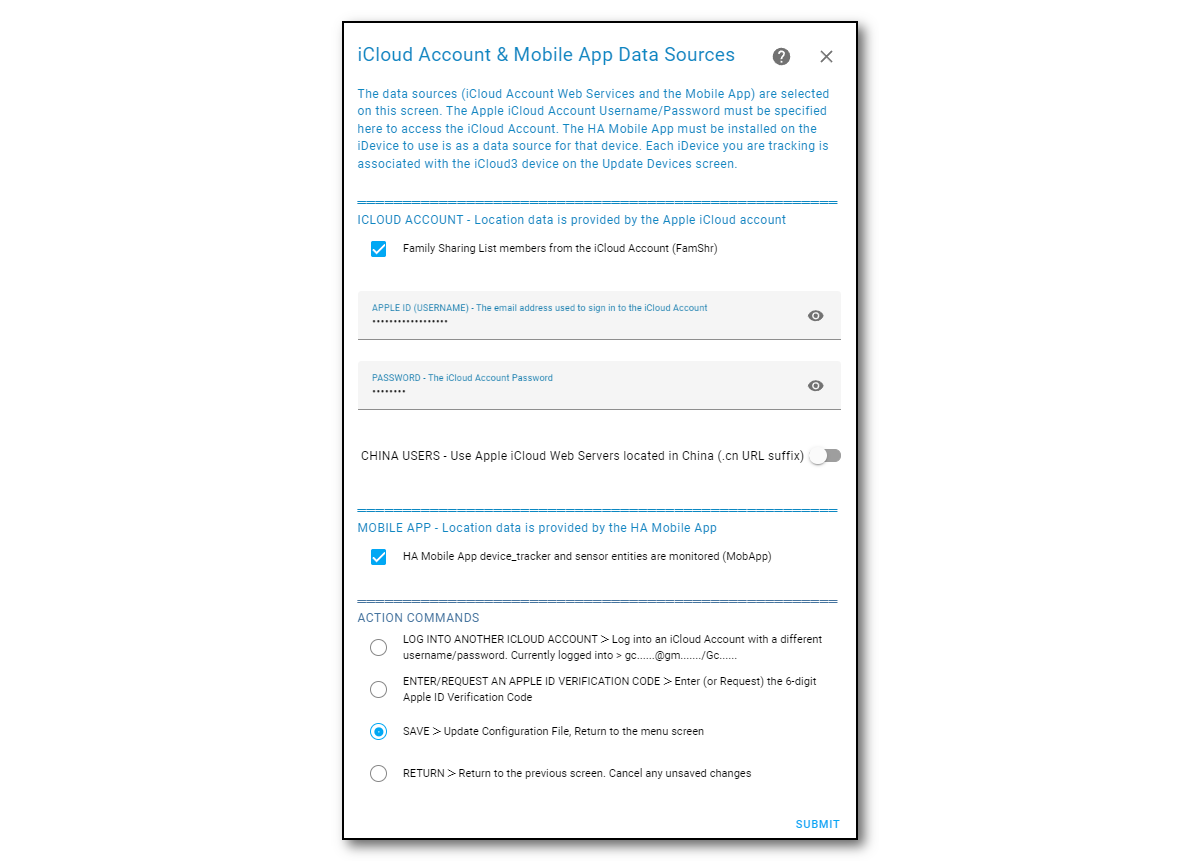 iCloud Account & Mobile App Data Sources
The data sources (iCloud Account Web Services and the Mobile App) are selected
on this screen. The Apple iCloud Account Username/Password must be specified
here to access the iCloud Account. The HA Mobile App must be installed on the
iDevice to use is as a data source for that device. Each iDevice you are tracking is
associated with the iCloud3 device on the Update Devices screen.
ICLOUD ACCOUNT - Location data is provided by the Apple iCloud account
Family Sharing List members from the iCloud Account (FamShr)
APPLE ID (USERNAME) - The email address used to sign in to the iCloud Account
••••••••••••••••••
PASSWORD - The iCloud Account Password
••••••••
CHINA USERS - Use Apple iCloud Web Servers located in China (.cn URL suffix)
MOBILE APP - Location data is provided by the HA Mobile App
HA Mobile App device_tracker and sensor entities are monitored (MobApp)
ACTION COMMANDS
LOG INTO ANOTHER ICLOUD ACCOUNT > Log into an iCloud Account with a different
username/password. Currently logged into > gc......@gm......./Gc......
ENTER/REQUEST AN APPLE ID VERIFICATION CODE > Enter (or Request) the 6-digit
Apple ID Verification Code
SAVE > Update Configuration File, Return to the menu screen
RETURN > Return to the previous screen. Cancel any unsaved changes
SUBMIT